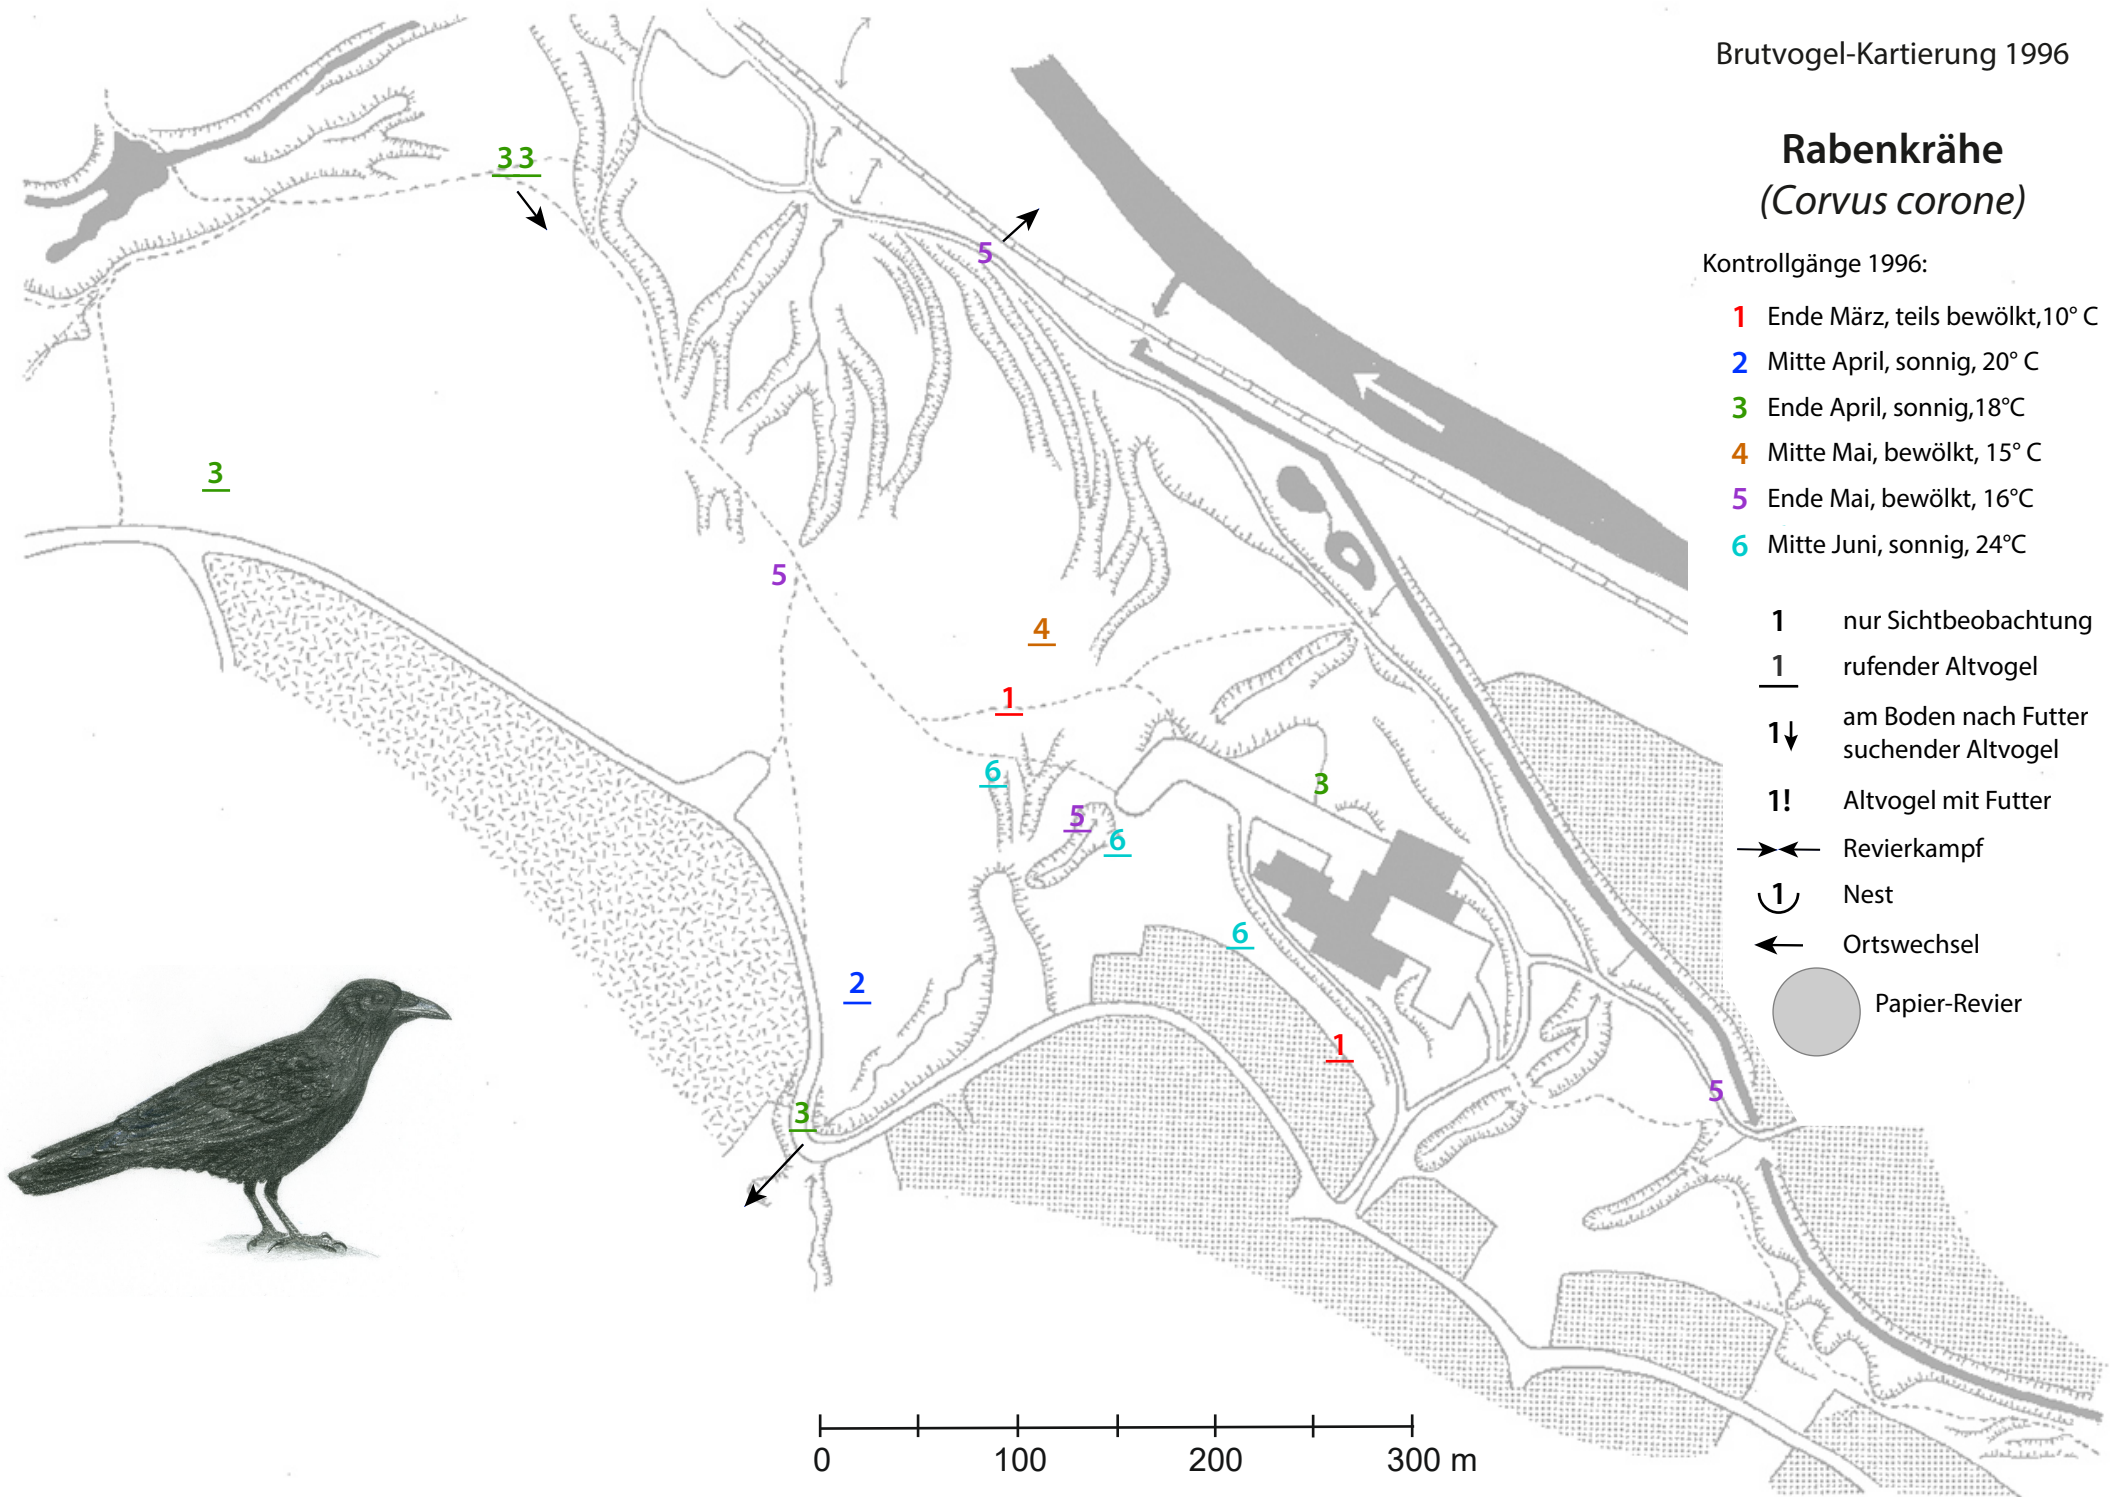 Brutvogel-Kartierung 1996
Rabenkrähe
(Corvus corone)
Kontrollgänge 1996:
1 Ende März, teils bewölkt,10° C
2 Mitte April, sonnig, 20° C
3 Ende April, sonnig,18°C
4 Mitte Mai, bewölkt, 15° C
5 Ende Mai, bewölkt, 16°C
6 Mitte Juni, sonnig, 24°C
1 nur Sichtbeobachtung
1 rufender Altvogel
1 am Boden nach Futter
suchender Altvogel
1! Altvogel mit Futter
Revierkampf
1 Nest
Ortswechsel
Papier-Revier
3 3
5
3
5
4
1
6
3
5
6
6
2
1
5
3
0 100 200 300 m